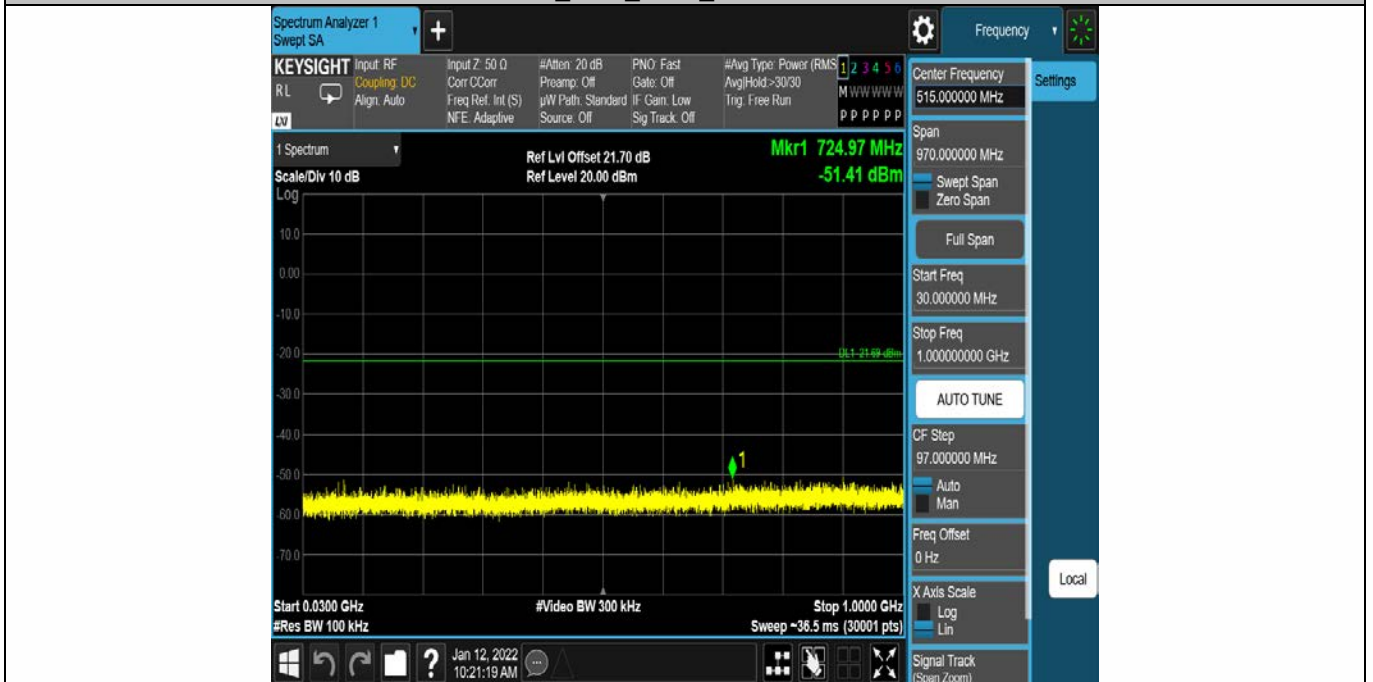 Spectrum Analyzer 1
Swept SA
+
Frequency
KEYSIGHT
RL
LXI
Input: RF
Coupling: DC
Align: Auto
Input Z: 50 Ω
Corr CCorr
Freq Ref: Int (S)
NFE: Adaptive
#Atten: 20 dB
Preamp: Off
µW Path: Standard
Source: Off
PNO: Fast
Gate: Off
IF Gain: Low
Sig Track: Off
#Avg Type: Power (RMS
Avg|Hold:>30/30
Trig: Free Run
1 2 3 4 5 6
M W W W W W
P P P P P P
1 Spectrum
Scale/Div 10 dB
Log
Ref Lvl Offset 21.70 dB
Ref Level 20.00 dBm
Mkr1 724.97 MHz
-51.41 dBm
10.0
0.00
-10.0
-20.0
DL1 -21.69 dBm
-30.0
-40.0
1
-50.0
-60.0
-70.0
Start 0.0300 GHz
#Res BW 100 kHz
#Video BW 300 kHz
Stop 1.0000 GHz
Sweep ~36.5 ms (30001 pts)
?
Jan 12, 2022
10:21:19 AM
Center Frequency
515.000000 MHz
Span
970.000000 MHz
Swept Span
Zero Span
Full Span
Start Freq
30.000000 MHz
Stop Freq
1.000000000 GHz
AUTO TUNE
CF Step
97.000000 MHz
Auto
Man
Freq Offset
0 Hz
X Axis Scale
Log
Lin
Signal Track
(Span Zoom)
Settings
Local